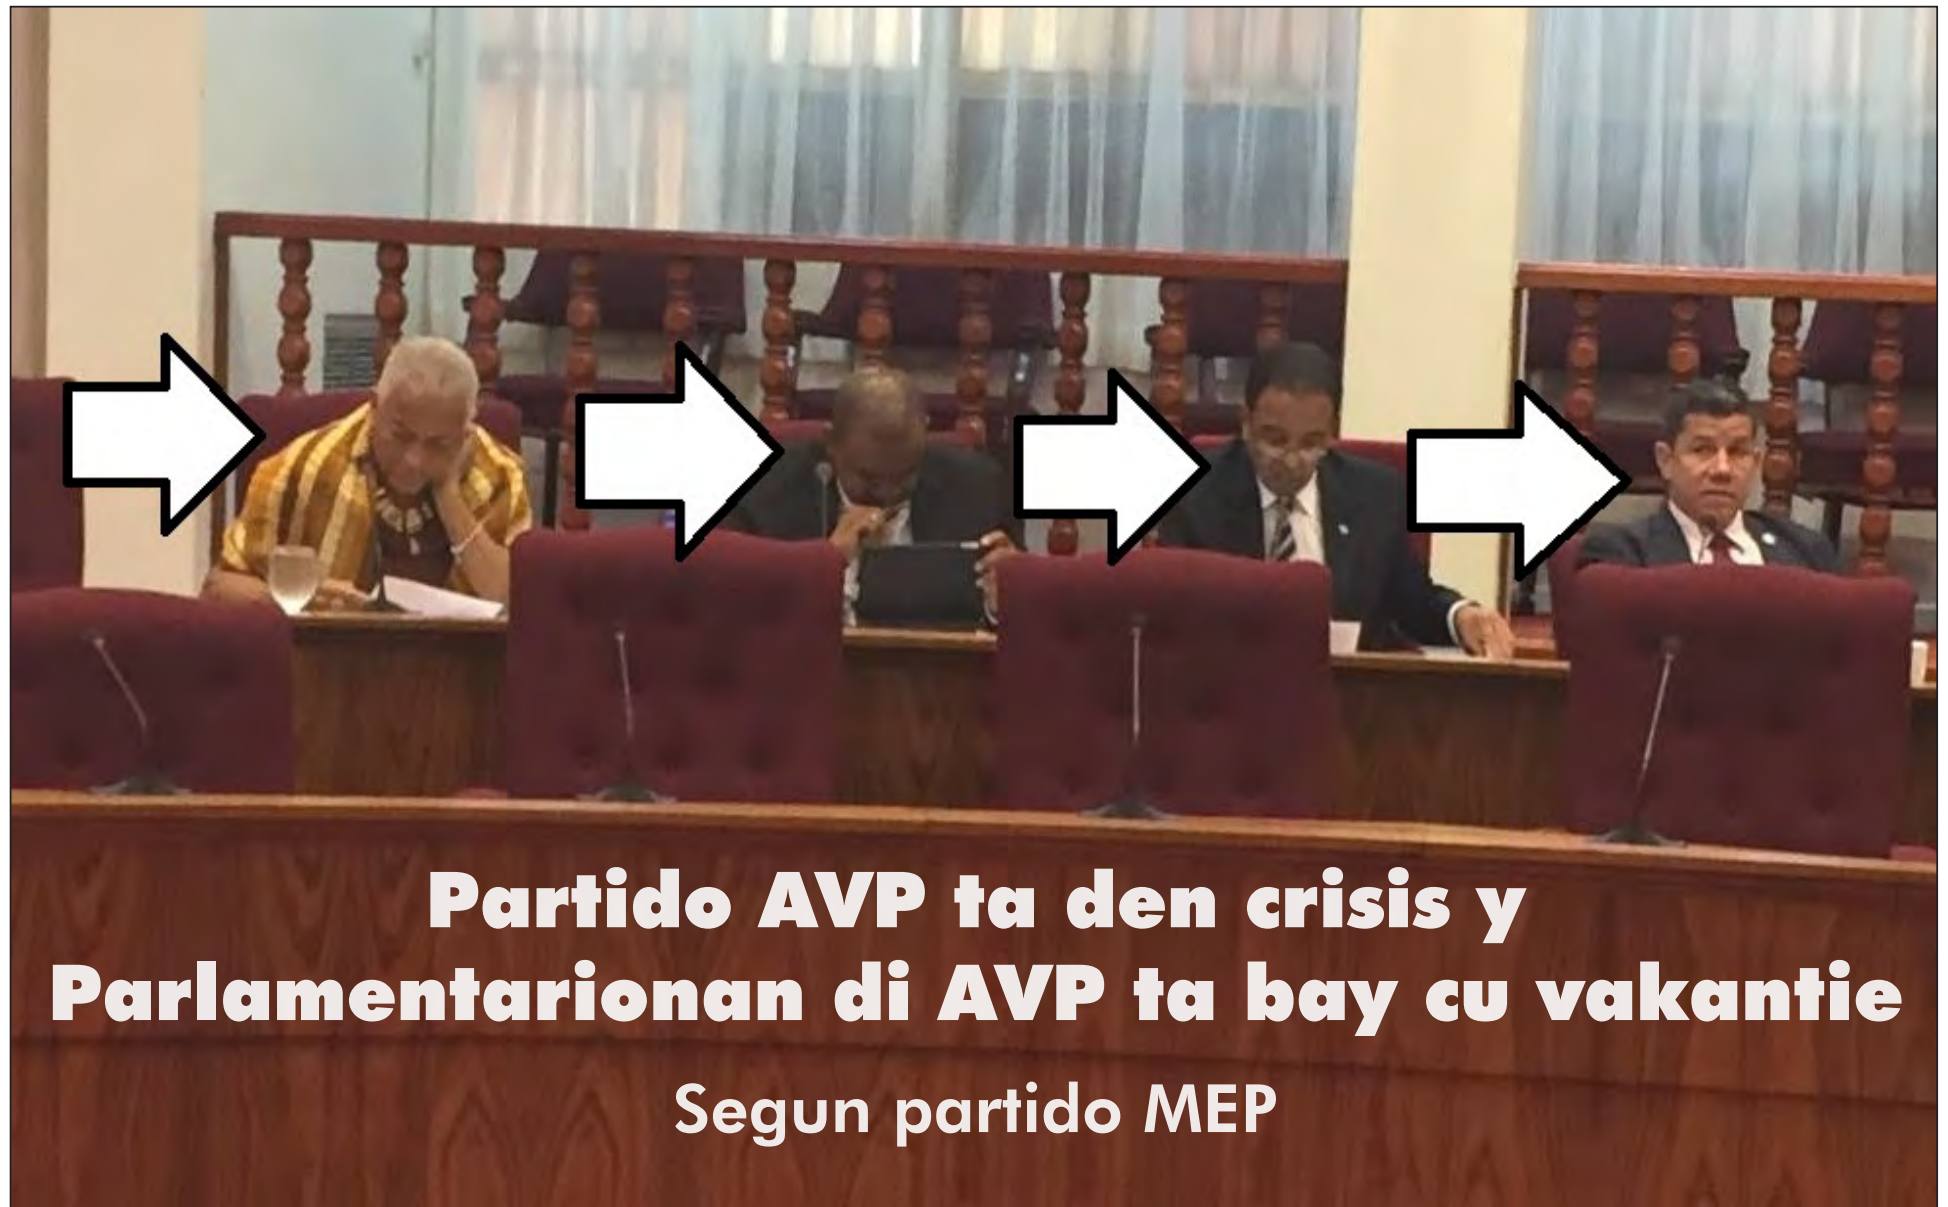 Partido AVP ta den crisis y
Parlamentarionan di AVP ta bay cu vakantie
Segun partido MEP